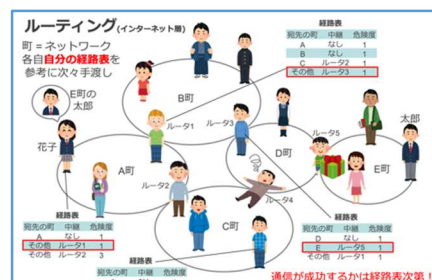 ルーティング(インターネット層)
町 = ネットワーク
各自自分の経路表を
参考に次々手渡し
E町の
太郎
花子
経路表
宛先の町 中継 危険度
A なし 1
B なし 1
C ルータ2 1
その他 ルータ3 1
B町
ルータ1
ルータ3
A町
ルータ2
D町
ルータ5
E町
太郎
ルータ4
C町
経路表
宛先の町 中継 危険度
A なし 1
その他 ルータ1 1
その他 ルータ2 3
経路表
宛先の町 中継 危険度
経路表
宛先の町 中継 危険度
D なし 1
E ルータ5 1
通信が成功するかは経路表次第!